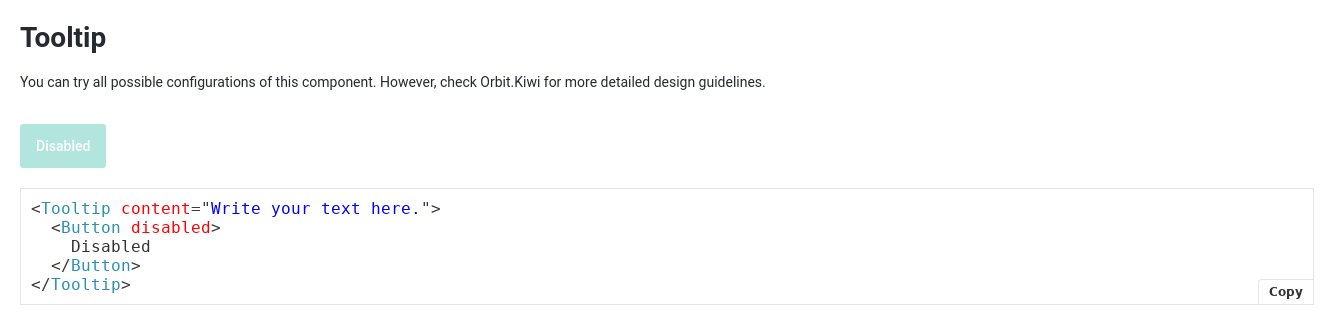 Tooltip
You can try all possible configurations of this component. However, check Orbit.Kiwi for more detailed design guidelines.
Disabled
<Tooltip content="Write your text here.">
  <Button disabled>
    Disabled
  </Button>
</Tooltip>
Copy